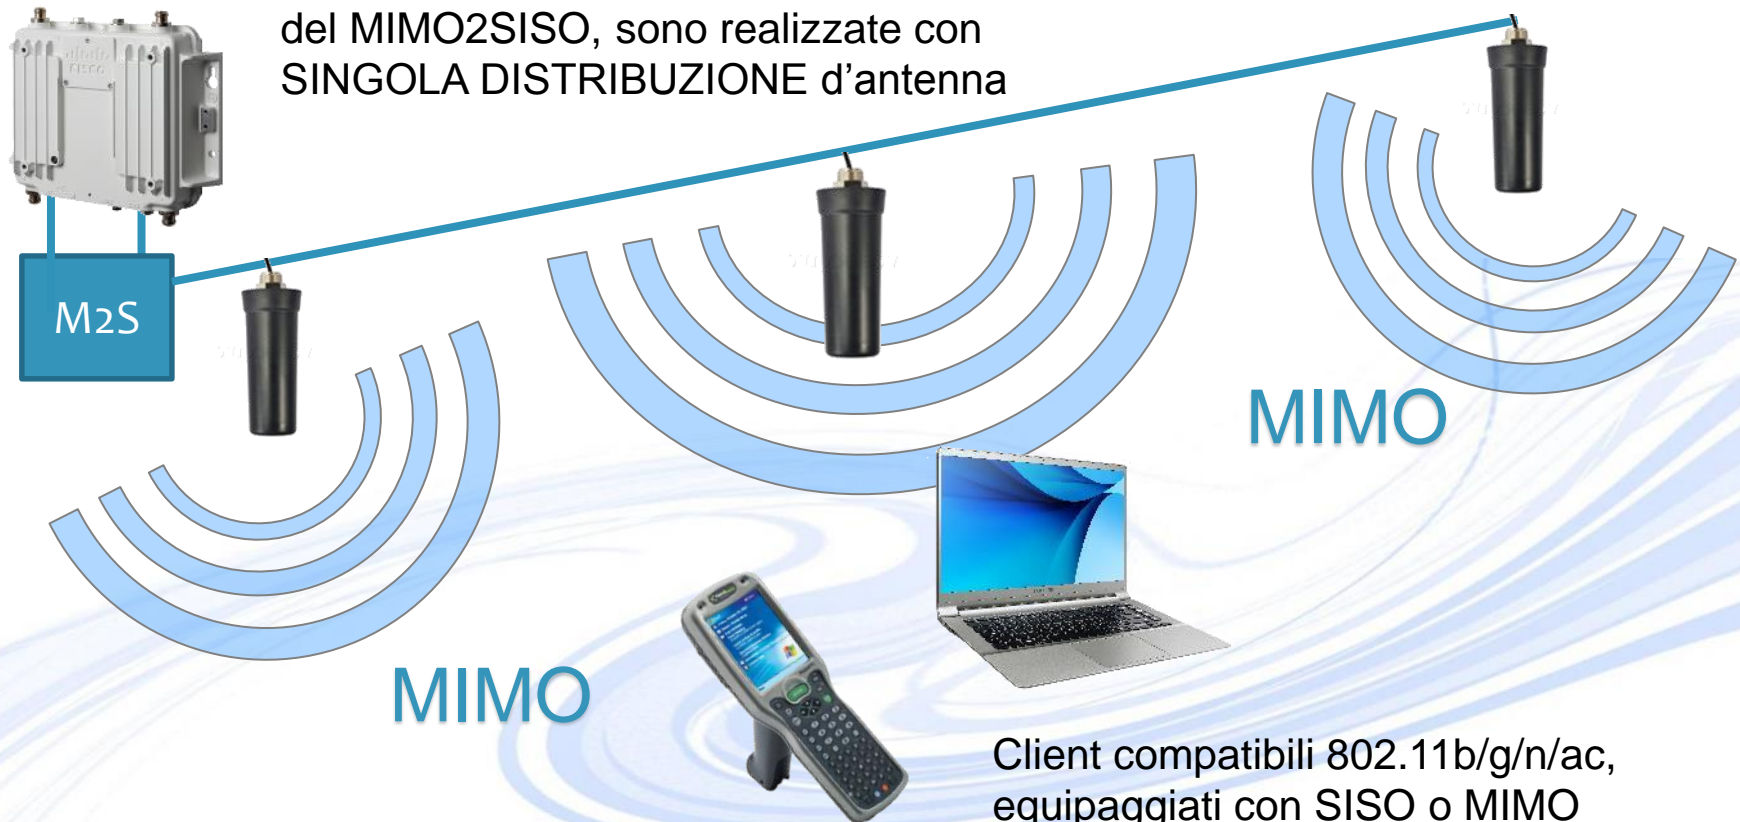 del MIMO2SISO, sono realizzate con
SINGOLA DISTRIBUZIONE d’antenna
CISCO
M2S
MIMO
MIMO
Client compatibili 802.11b/g/n/ac,
equipaggiati con SISO o MIMO